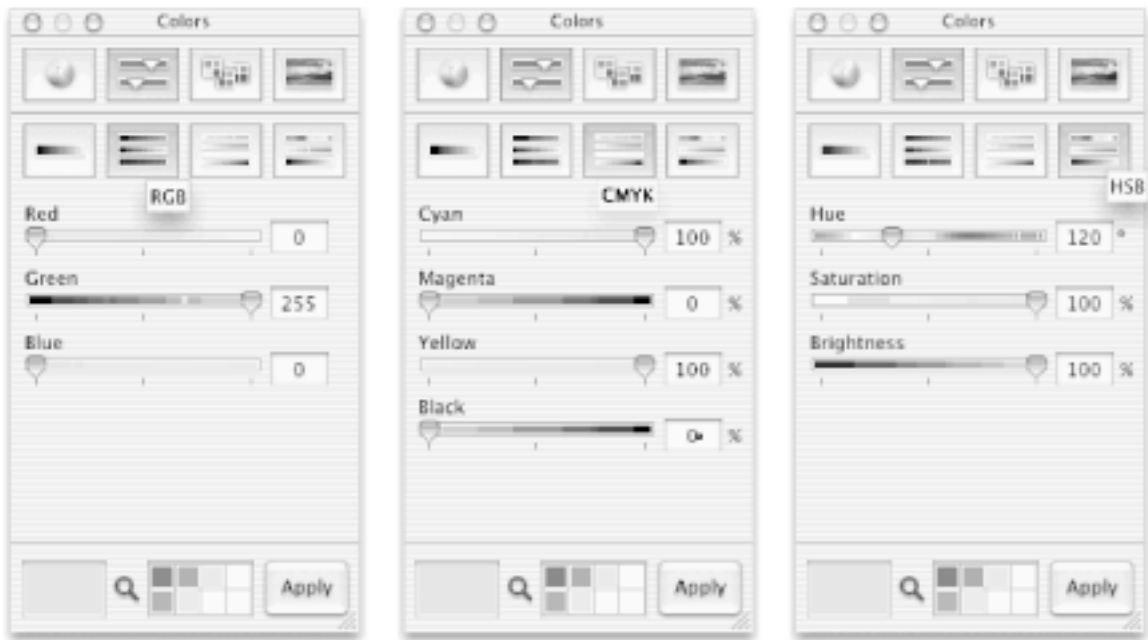 Colors
RGB
Red
0
Green
255
Blue
0
Apply
Colors
CMYK
Cyan
100 %
Magenta
0 %
Yellow
100 %
Black
0 %
Apply
Colors
HSB
Hue
120 °
Saturation
100 %
Brightness
100 %
Apply